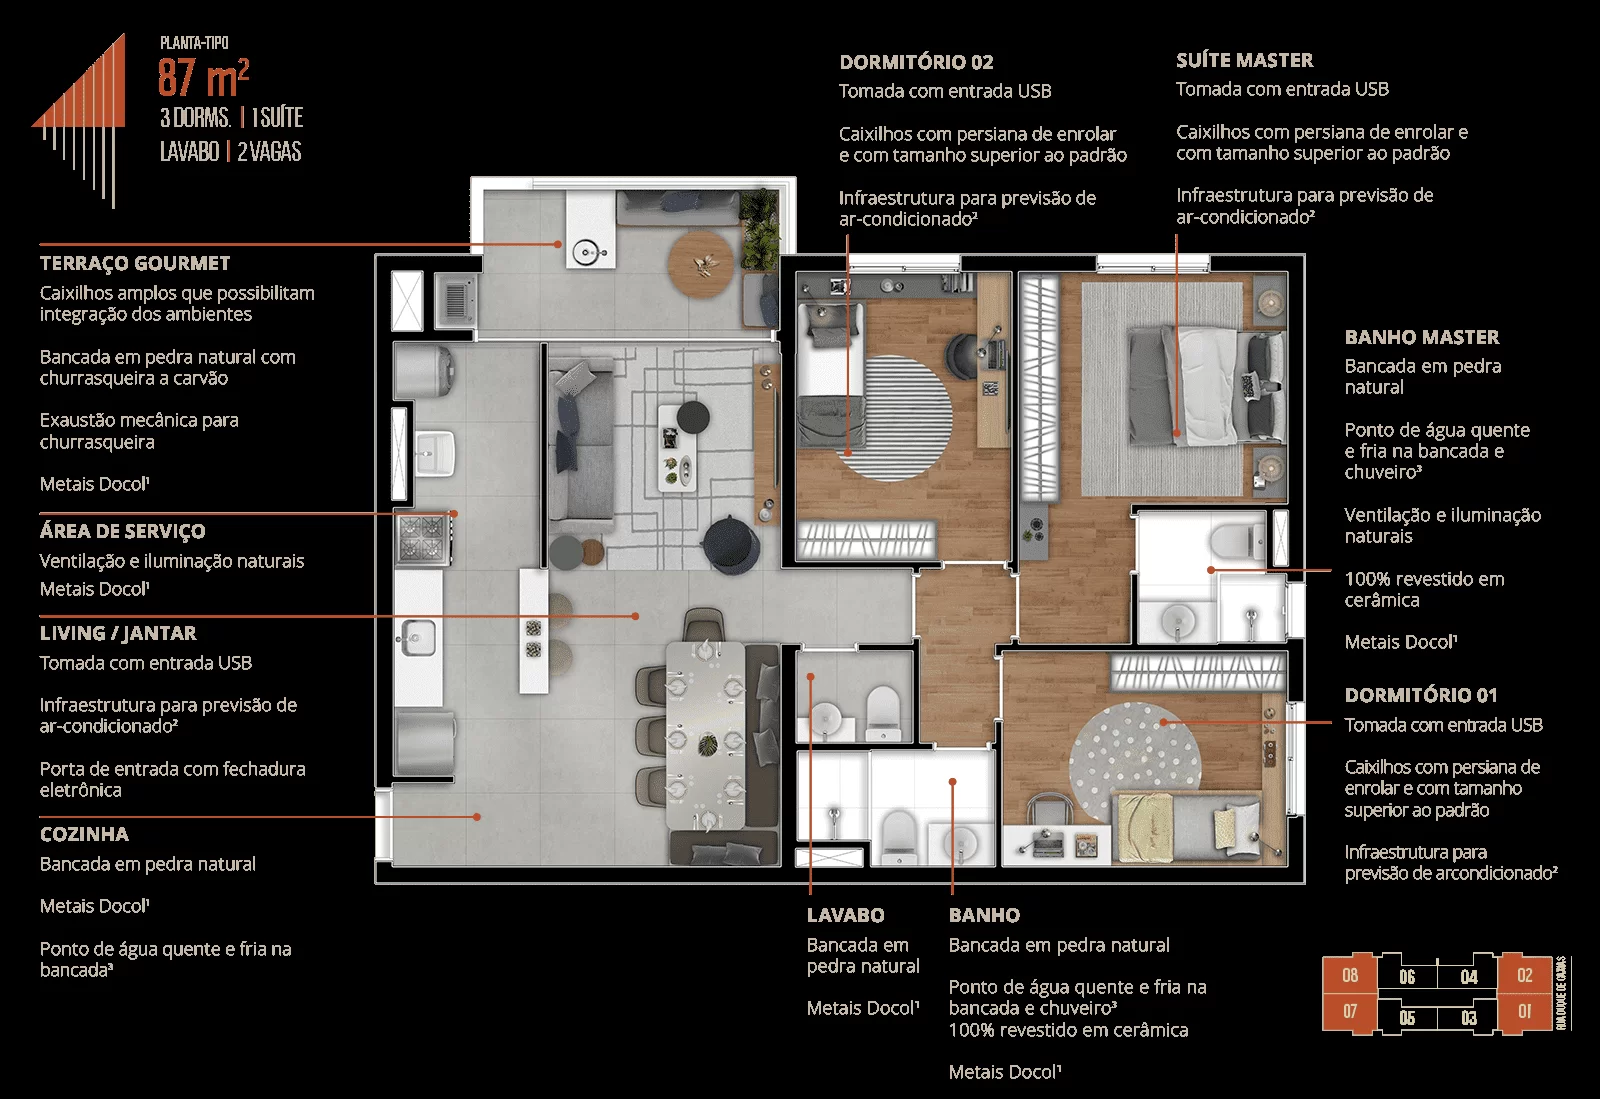 PLANTA-TIPO
87 m²
3 DORMS. | 1 SUÍTE
LAVABO | 2 VAGAS
DORMITÓRIO 02
Tomada com entrada USB
Caixilhos com persiana de enrolar
e com tamanho superior ao padrão
Infraestrutura para previsão de
ar-condicionado²
SUÍTE MASTER
Tomada com entrada USB
Caixilhos com persiana de enrolar e
com tamanho superior ao padrão
Infraestrutura para previsão de
ar-condicionado²
TERRAÇO GOURMET
Caixilhos amplos que possibilitam
integração dos ambientes
Bancada em pedra natural com
churrasqueira a carvão
Exaustão mecânica para
churrasqueira
Metais Docol¹
ÁREA DE SERVIÇO
Ventilação e iluminação naturais
Metais Docol¹
LIVING / JANTAR
Tomada com entrada USB
Infraestrutura para previsão de
ar-condicionado²
Porta de entrada com fechadura
eletrônica
COZINHA
Bancada em pedra natural
Metais Docol¹
Ponto de água quente e fria na
bancada³
BANHO MASTER
Bancada em pedra
natural
Ponto de água quente
e fria na bancada e
chuveiro³
Ventilação e iluminação
naturais
100% revestido em
cerâmica
Metais Docol¹
DORMITÓRIO 01
Tomada com entrada USB
Caixilhos com persiana de
enrolar e com tamanho
superior ao padrão
Infraestrutura para
previsão de arcondicionado²
LAVABO
Bancada em
pedra natural
Metais Docol¹
BANHO
Bancada em pedra natural
Ponto de água quente e fria na
bancada e chuveiro³
100% revestido em cerâmica
Metais Docol¹
08 06 04 02
07 05 03 01
RUA DUQUE DE CAXIAS